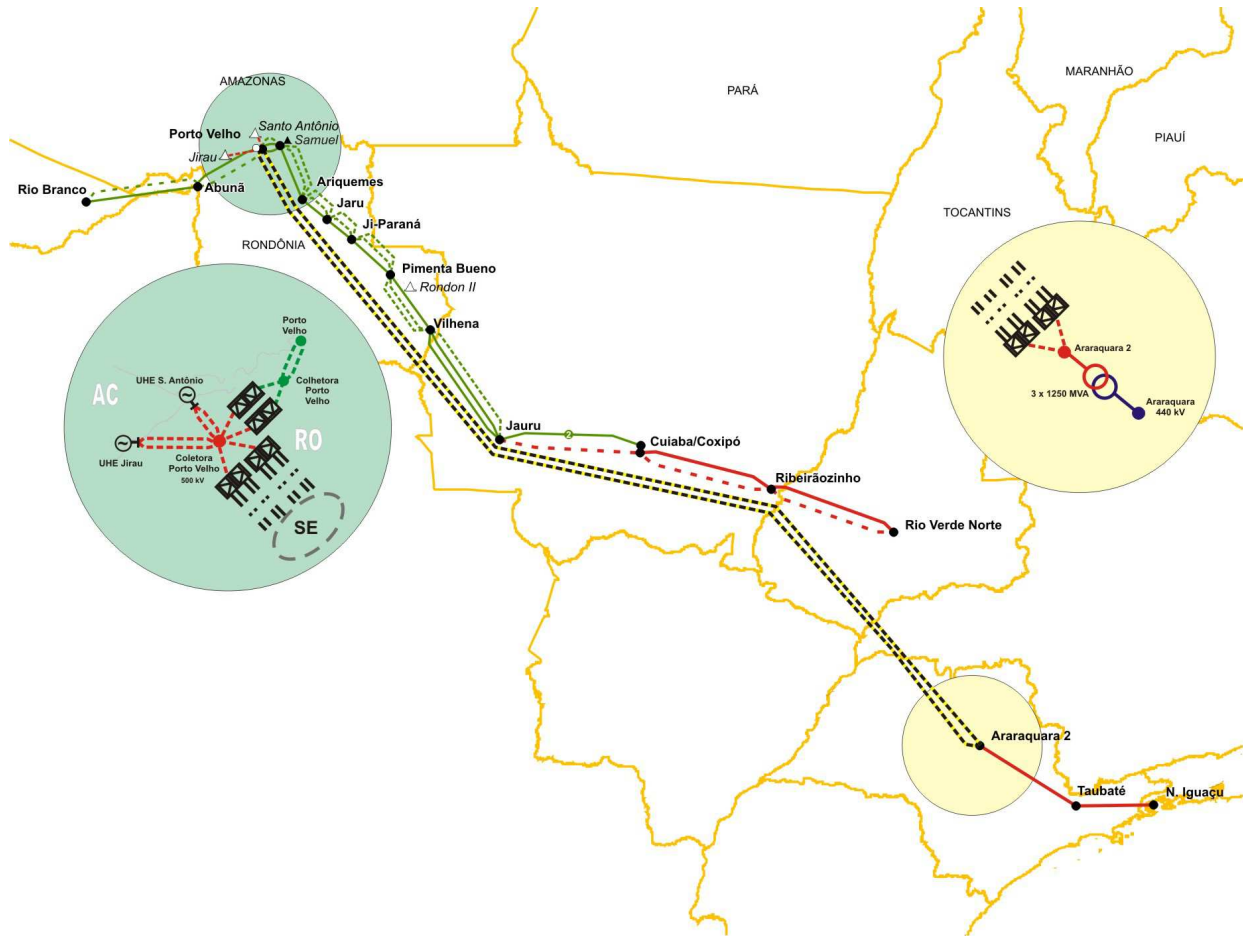 AMAZONAS
PARÁ
MARANHÃO
PIAUÍ
Santo Antônio
Porto Velho
Samuel
Jirau
Rio Branco
Abunã
Ariquemes
Jaru
Ji-Paraná
TOCANTINS
RONDÔNIA
Pimenta Bueno
Rondon II
Vilhena
Porto
Velho
UHE S. Antônio
Colhetora
Porto
Velho
AC
RO
UHE Jirau
Coletora
Porto Velho
500 kV
SE
Araraquara 2
3 x 1250 MVA
Araraquara
440 kV
Jauru
2
Cuiaba/Coxipó
Ribeirãozinho
Rio Verde Norte
Araraquara 2
Taubaté
N. Iguaçu